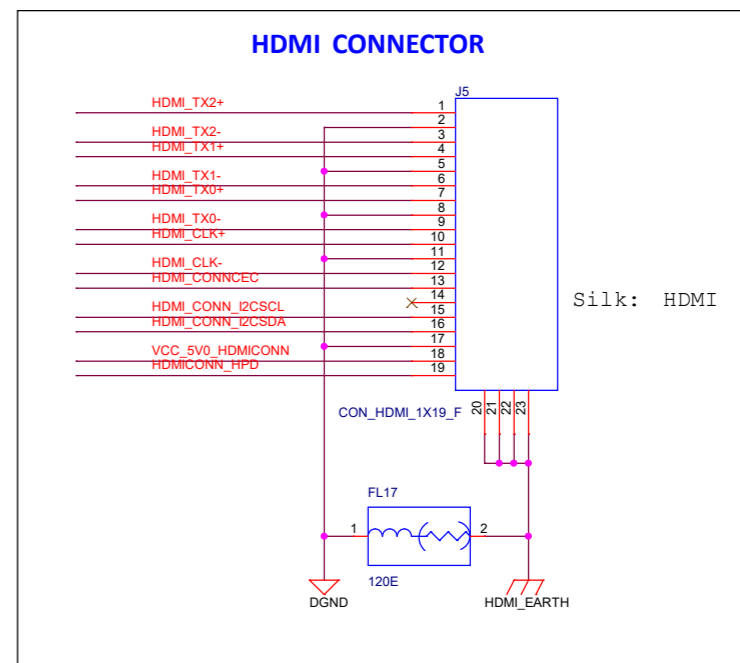 HDMI CONNECTOR
J5
HDMI_TX2+ 1
2
HDMI_TX2- 3
HDMI_TX1+ 4
5
HDMI_TX1- 6
HDMI_TX0+ 7
8
HDMI_TX0- 9
HDMI_CLK+ 10
11
HDMI_CLK- 12
HDMI_CONNCEC 13
14
Silk: HDMI
HDMI_CONN_I2CSCL 15
HDMI_CONN_I2CSDA 16
17
VCC_5V0_HDMICONN 18
HDMICONN_HPD 19
CON_HDMI_1X19_F
20 21 22 23
FL17
1 2
120E
DGND
HDMI_EARTH